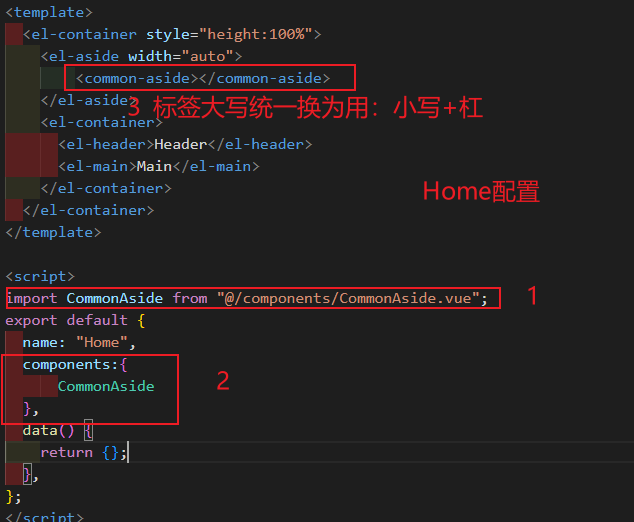 <template>
<el-container style="height:100%">
<el-aside width="auto">
<common-aside></common-aside>
</el-aside>
3 标签大写统一换为用：小写+杠
<el-container>
<el-header>Header</el-header>
<el-main>Main</el-main>
</el-container>
Home配置
</el-container>
</template>
<script>
import CommonAside from "@/components/CommonAside.vue";
1
export default {
name: "Home",
components:{
CommonAside
2
},
data() {
return {};
},
};
</script>